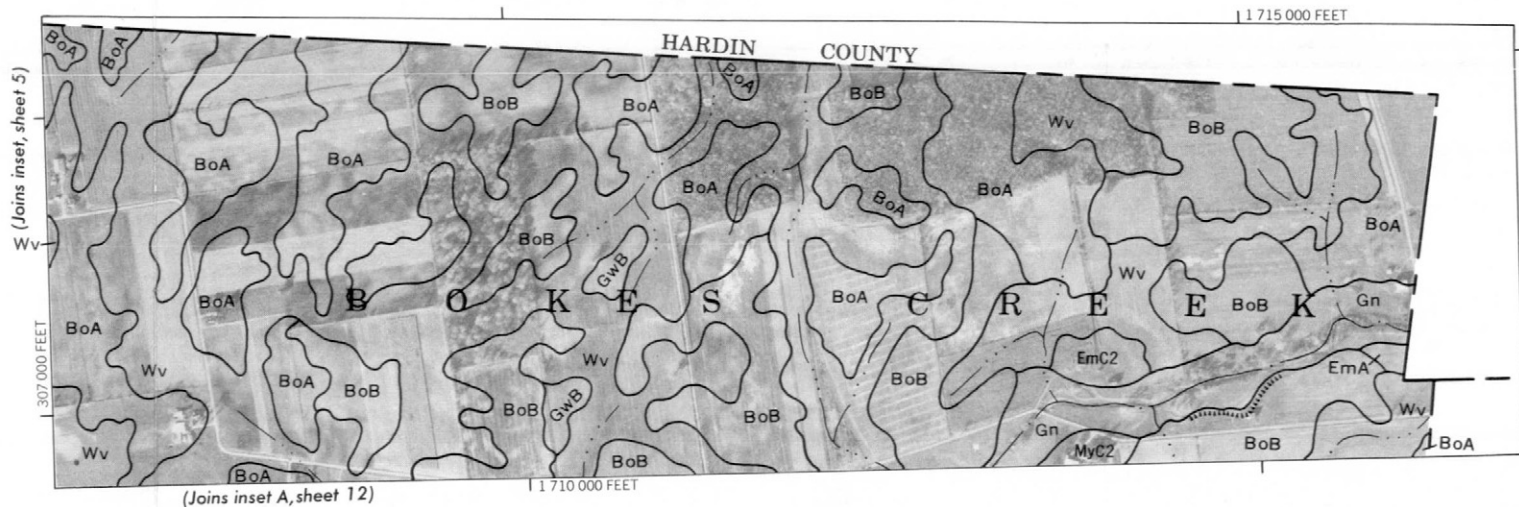 1 715 000 FEET
HARDIN COUNTY
(Joins inset, sheet 5)
BoA
BoA
BoB
BoA
BoA
BoB
Wv
BoB
BoA
BoA
BoA
BoA
BoA
BoA
Wv
BoB
GwB
Wv
BoA
BOKES CREEK
BoA
BoA
BoB
Gn
307 000 FEET
Wv
Wv
EmC2
EmA
BoA
BoB
BoB
GwB
BoB
BoB
Wv
Wv
Gn
BoA
BoB
MyC2
BoB
BoA
(Joins inset A, sheet 12)
1 710 000 FEET